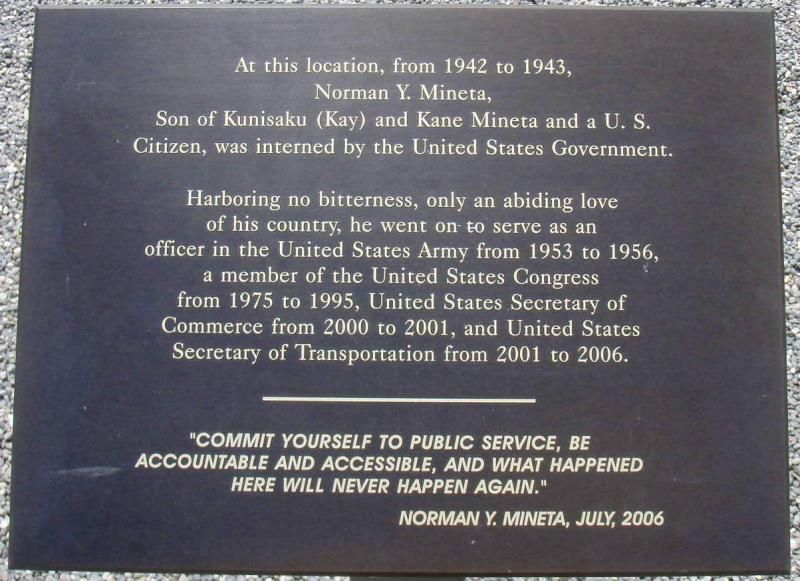 At this location, from 1942 to 1943,
Norman Y. Mineta,
Son of Kunisaku (Kay) and Kane Mineta and a U. S.
Citizen, was interned by the United States Government.
Harboring no bitterness, only an abiding love
of his country, he went on to serve as an
officer in the United States Army from 1953 to 1956,
a member of the United States Congress
from 1975 to 1995, United States Secretary of
Commerce from 2000 to 2001, and United States
Secretary of Transportation from 2001 to 2006.
"COMMIT YOURSELF TO PUBLIC SERVICE, BE
ACCOUNTABLE AND ACCESSIBLE, AND WHAT HAPPENED
HERE WILL NEVER HAPPEN AGAIN."
NORMAN Y. MINETA, JULY, 2006